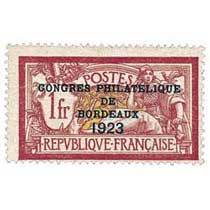 POSTES
CONGRES PHILATELIQUE
DE
BORDEAUX
1fr
1923
REPVBLIQVE·FRANÇAISE